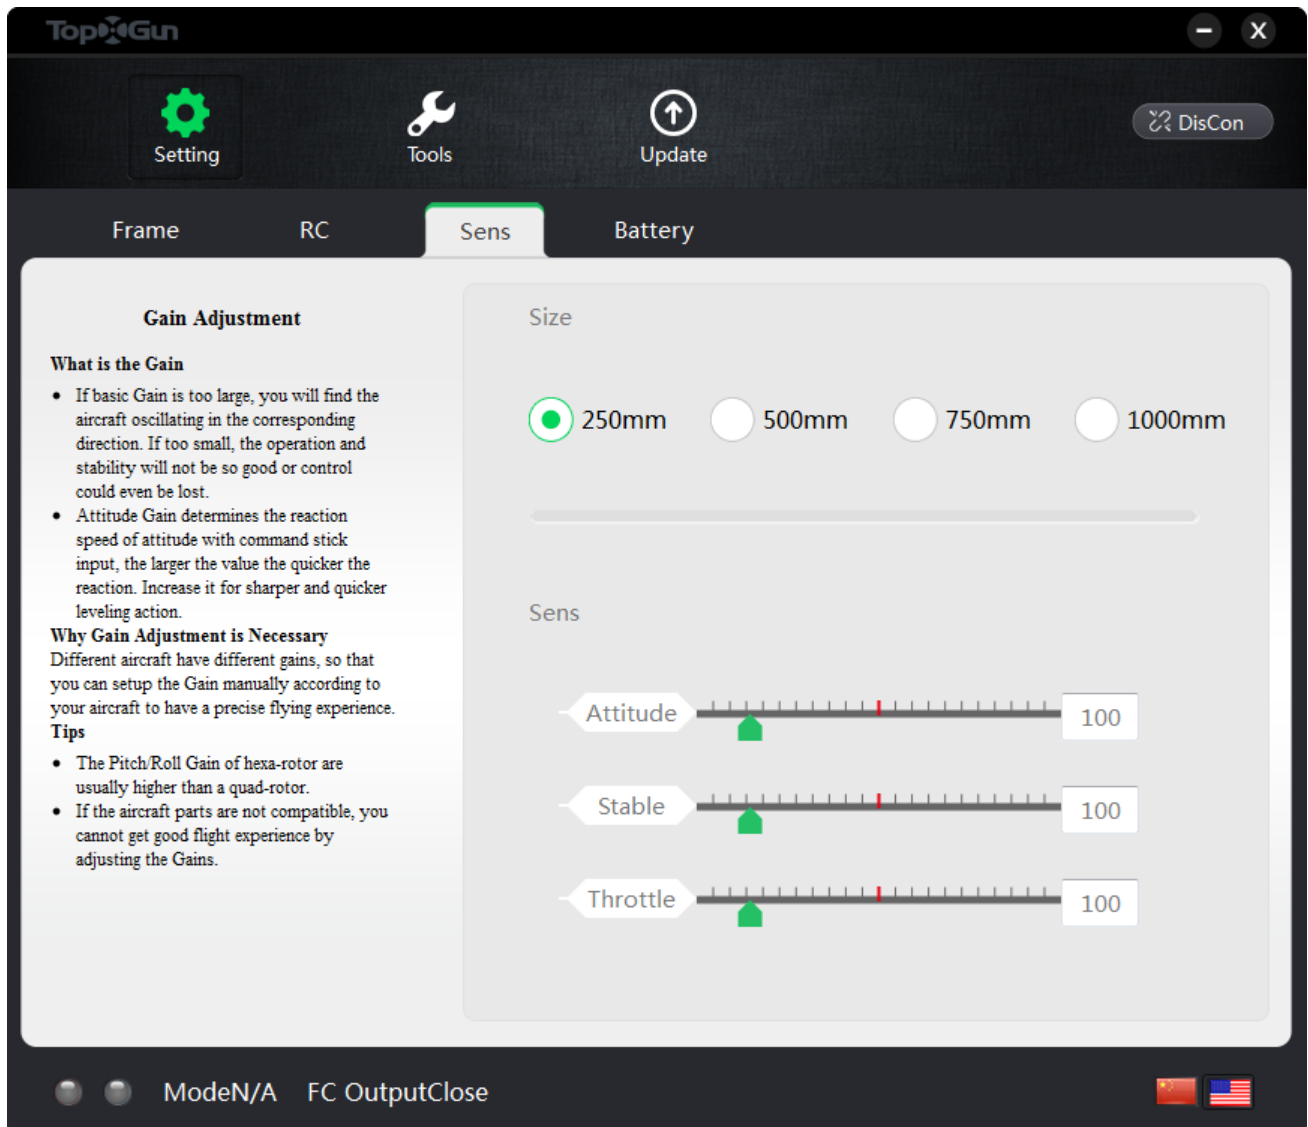 Top Gun
Setting
Tools
Update
DisCon
Frame
RC
Sens
Battery
Gain Adjustment
What is the Gain
• If basic Gain is too large, you will find the
aircraft oscillating in the corresponding
direction. If too small, the operation and
stability will not be so good or control
could even be lost.
• Attitude Gain determines the reaction
speed of attitude with command stick
input, the larger the value the quicker the
reaction. Increase it for sharper and quicker
leveling action.
Why Gain Adjustment is Necessary
Different aircraft have different gains, so that
you can setup the Gain manually according to
your aircraft to have a precise flying experience.
Tips
• The Pitch/Roll Gain of hexa-rotor are
usually higher than a quad-rotor.
• If the aircraft parts are not compatible, you
cannot get good flight experience by
adjusting the Gains.
Size
250mm
500mm
750mm
1000mm
Sens
Attitude
100
Stable
100
Throttle
100
ModeN/A
FC OutputClose